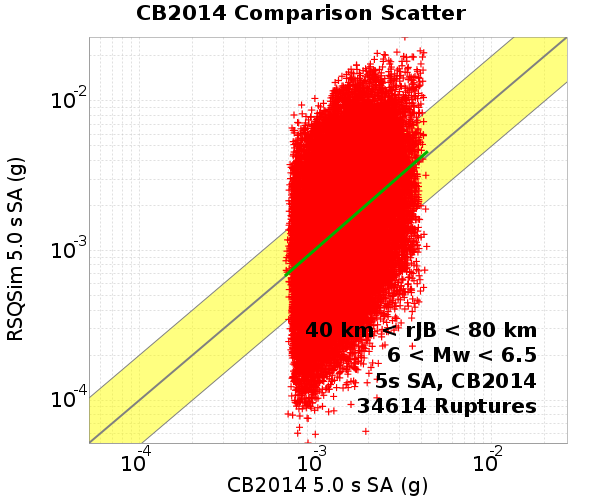 CB2014 Comparison Scatter
RSQSim 5.0 s SA (g)
10-2
10-3
10-4
40 km < rJB < 80 km
6 < Mw < 6.5
5s SA, CB2014
34614 Ruptures
10-4 10-3 10-2
CB2014 5.0 s SA (g)